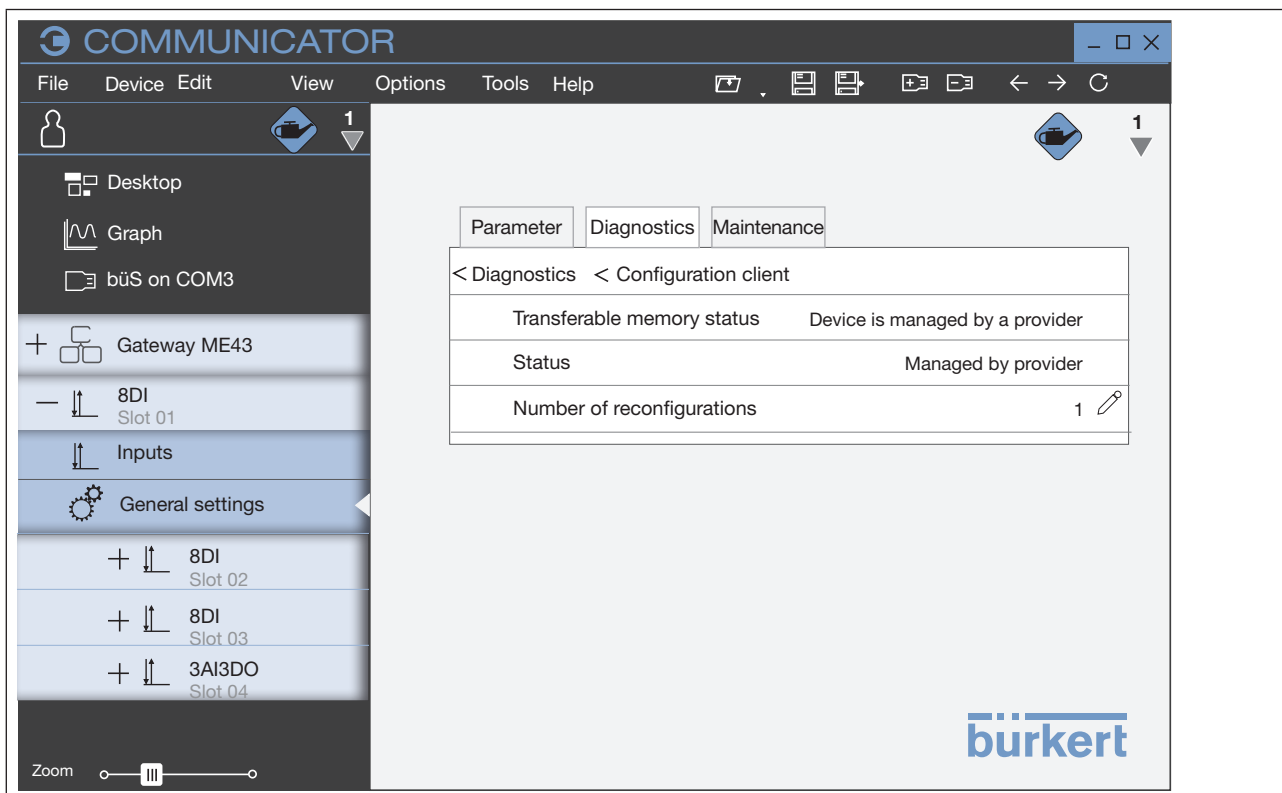 COMMUNICATOR
File Device Edit View Options Tools Help
1
1
Desktop
Graph
büS on COM3
Gateway ME43
8DI
Slot 01
Inputs
General settings
8DI
Slot 02
8DI
Slot 03
3AI3DO
Slot 04
Zoom
Parameter Diagnostics Maintenance
< Diagnostics < Configuration client
Transferable memory status Device is managed by a provider
Status Managed by provider
Number of reconfigurations 1
bürkert